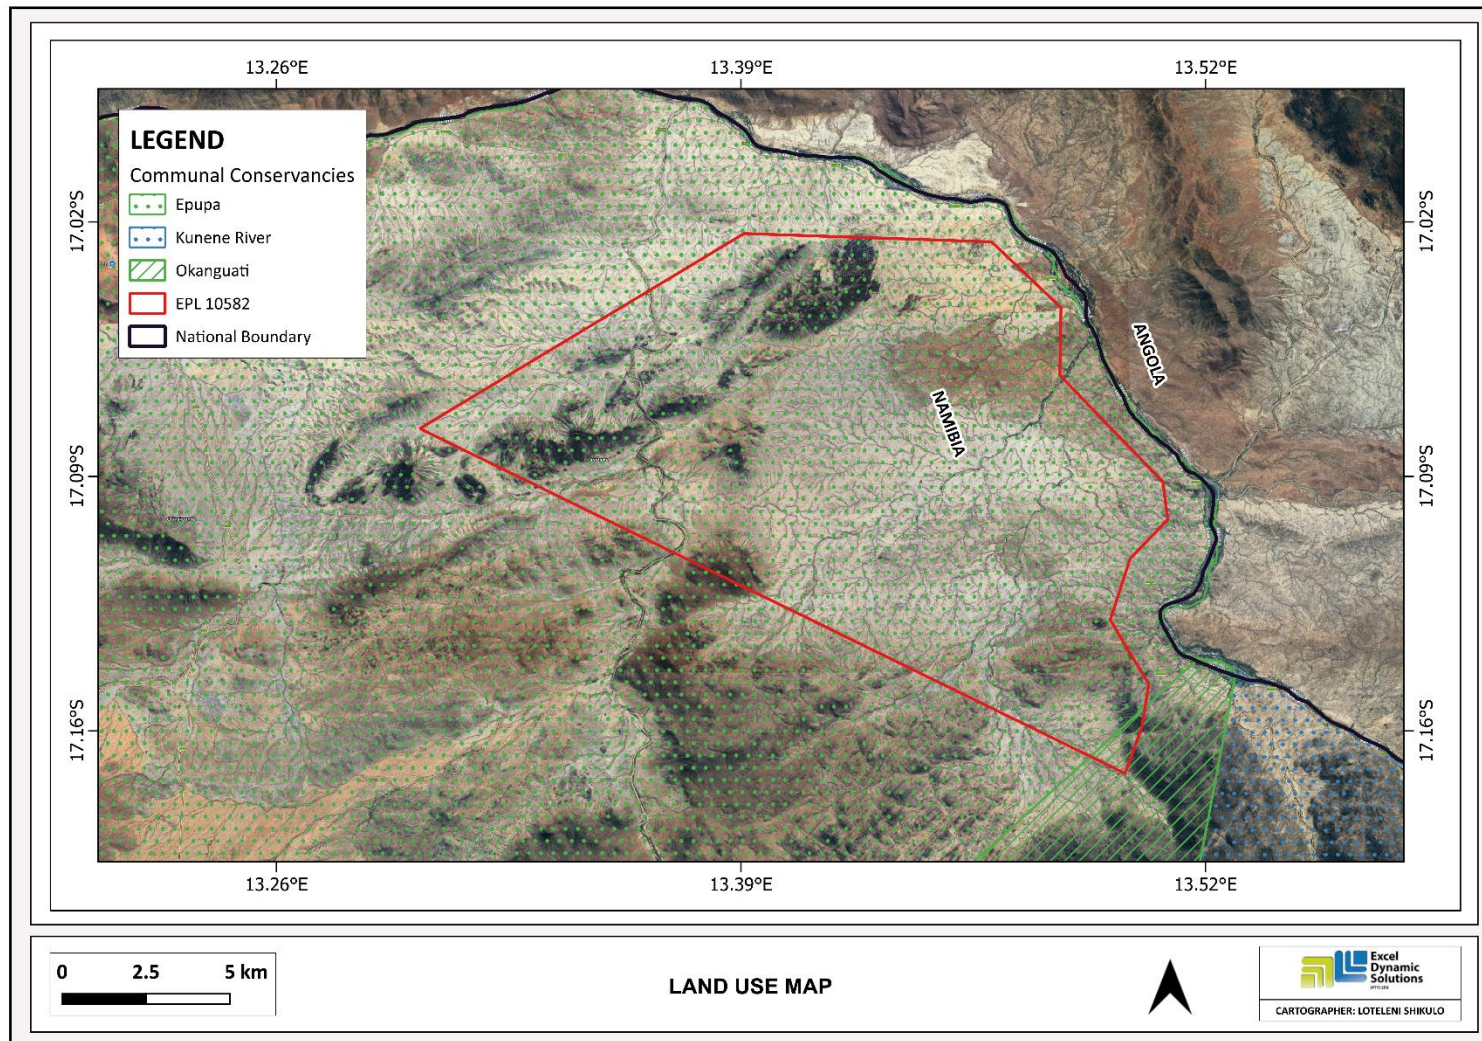 13.26°E
13.39°E
13.52°E
LEGEND
Communal Conservancies
Epupa
Kunene River
Okanguati
EPL 10582
National Boundary
17.02°S
17.02°S
ANGOLA
NAMIBIA
17.09°S
17.09°S
17.16°S
17.16°S
13.26°E
13.39°E
13.52°E
0 2.5 5 km
LAND USE MAP
Excel
Dynamic
Solutions
CARTOGRAPHER: LOTELENI SHIKULO